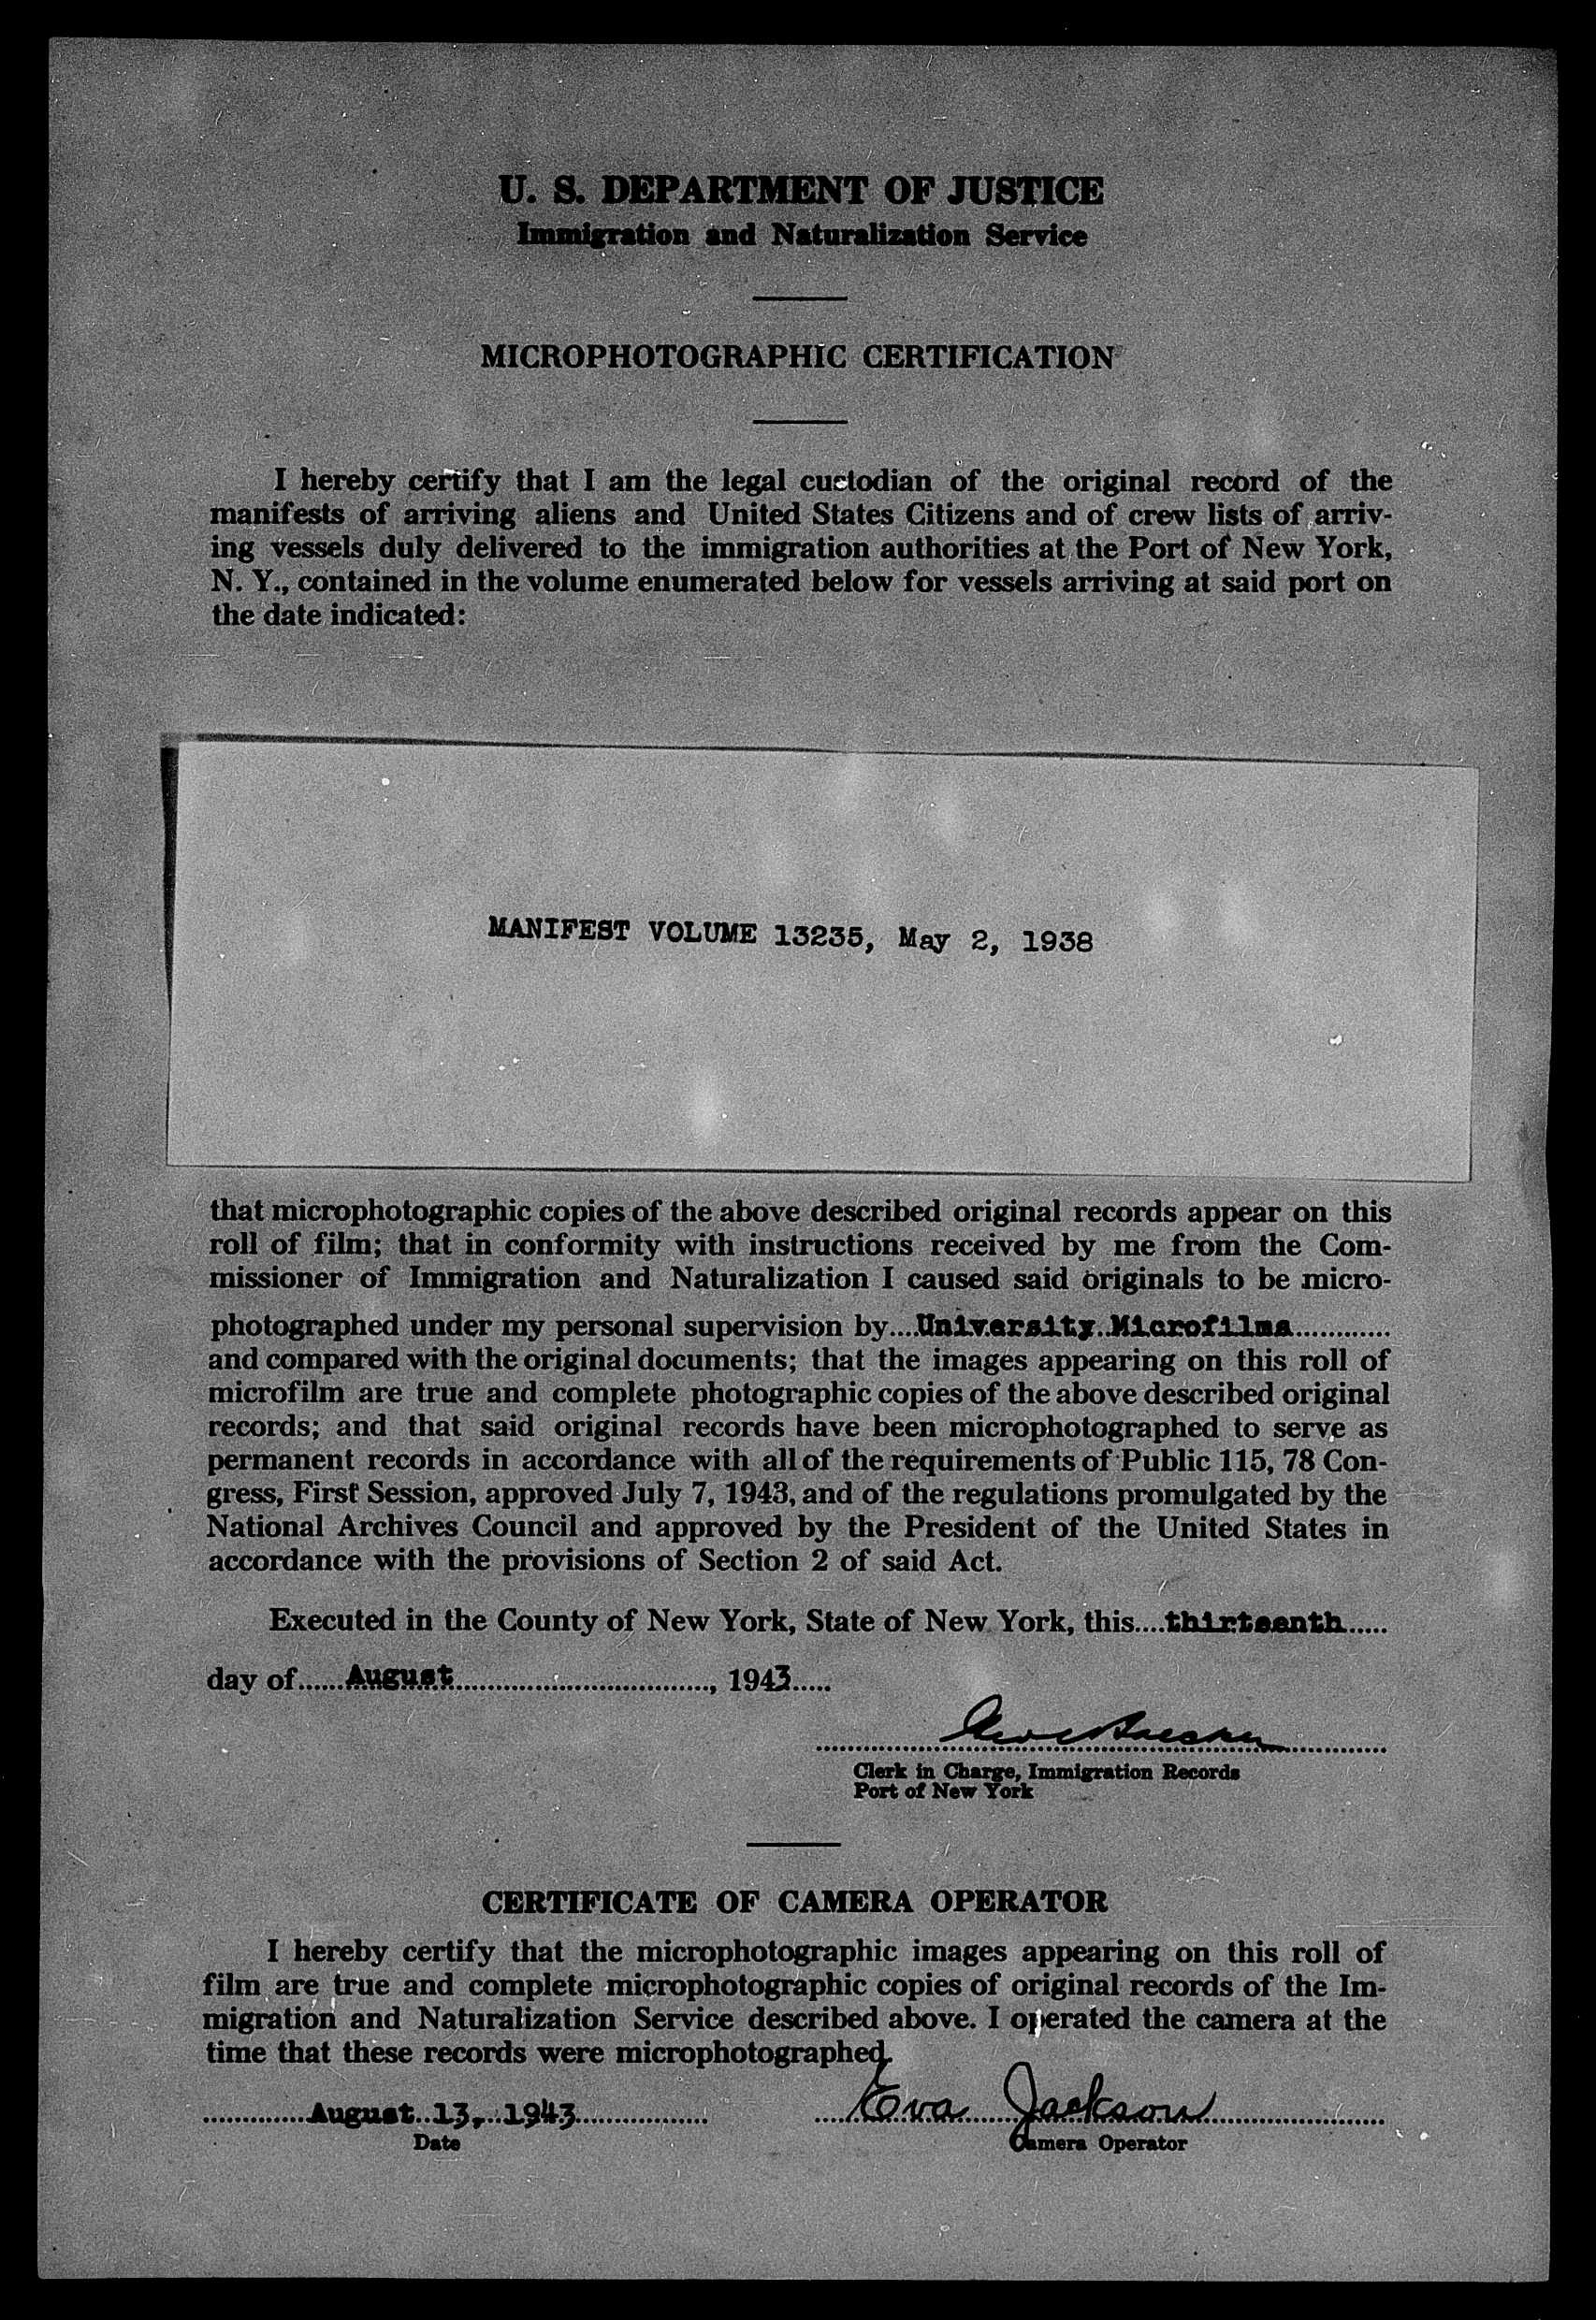 U. S. DEPARTMENT OF JUSTICE
Immigration and Naturalization Service
MICROPHOTOGRAPHIC CERTIFICATION
I hereby certify that I am the legal custodian of the original record of the
manifests of arriving aliens and United States Citizens and of crew lists of arriv-
ing vessels duly delivered to the immigration authorities at the Port of New York,
N. Y., contained in the volume enumerated below for vessels arriving at said port on
the date indicated:
MANIFEST VOLUME 13235, May 2, 1938
that microphotographic copies of the above described original records appear on this
roll of film; that in conformity with instructions received by me from the Com-
missioner of Immigration and Naturalization I caused said originals to be micro-
photographed under my personal supervision by....University Microfilms............
and compared with the original documents; that the images appearing on this roll of
microfilm are true and complete photographic copies of the above described original
records; and that said original records have been microphotographed to serve as
permanent records in accordance with all of the requirements of Public 115, 78 Con-
gress, First Session, approved July 7, 1943, and of the regulations promulgated by the
National Archives Council and approved by the President of the United States in
accordance with the provisions of Section 2 of said Act.
Executed in the County of New York, State of New York, this....thirteenth.....
day of......August................................, 1943.....
Clerk in Charge, Immigration Records
Port of New York
CERTIFICATE OF CAMERA OPERATOR
I hereby certify that the microphotographic images appearing on this roll of
film are true and complete microphotographic copies of original records of the Im-
migration and Naturalization Service described above. I operated the camera at the
time that these records were microphotographed.
August 13, 1943 Eva Jackson
Date Camera Operator